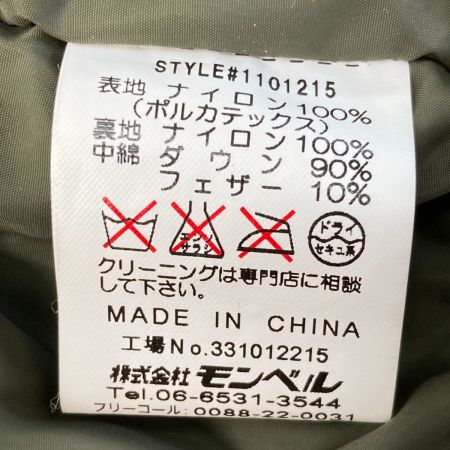 STYLE#1101215
表地 ナイロン100%
(ポルカテックス)
裏地 ナイロン100%
中綿 ダウン 90%
フェザー 10%
エンソ
サラシ
ドライ
セキユ系
クリーニングは専門店に相談
して下さい。
MADE IN CHINA
工場No.331012215
株式会社 モンベル
Tel.06-6531-3544
フリーコール:0088-22-0031